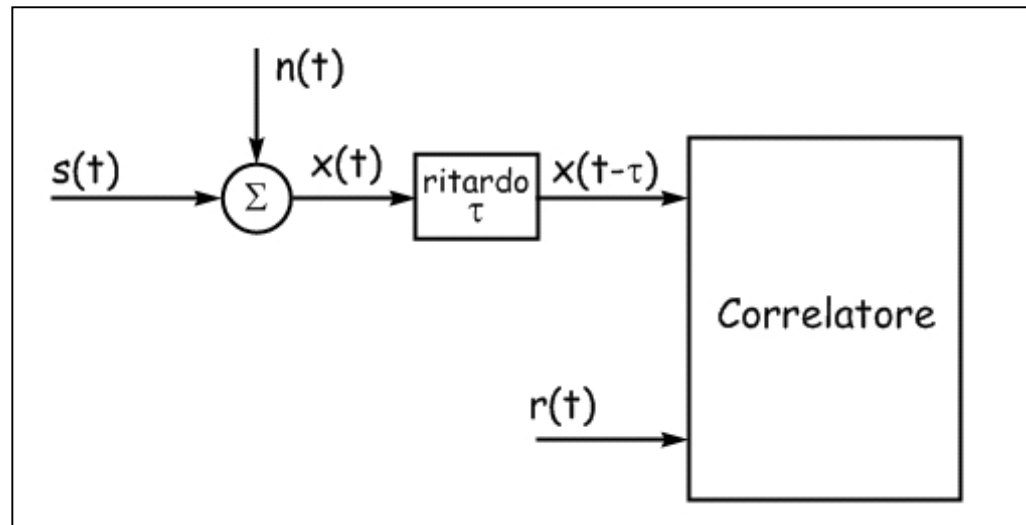 n(t)
s(t)
Σ
x(t)
ritardo
τ
x(t-τ)
Correlatore
r(t)